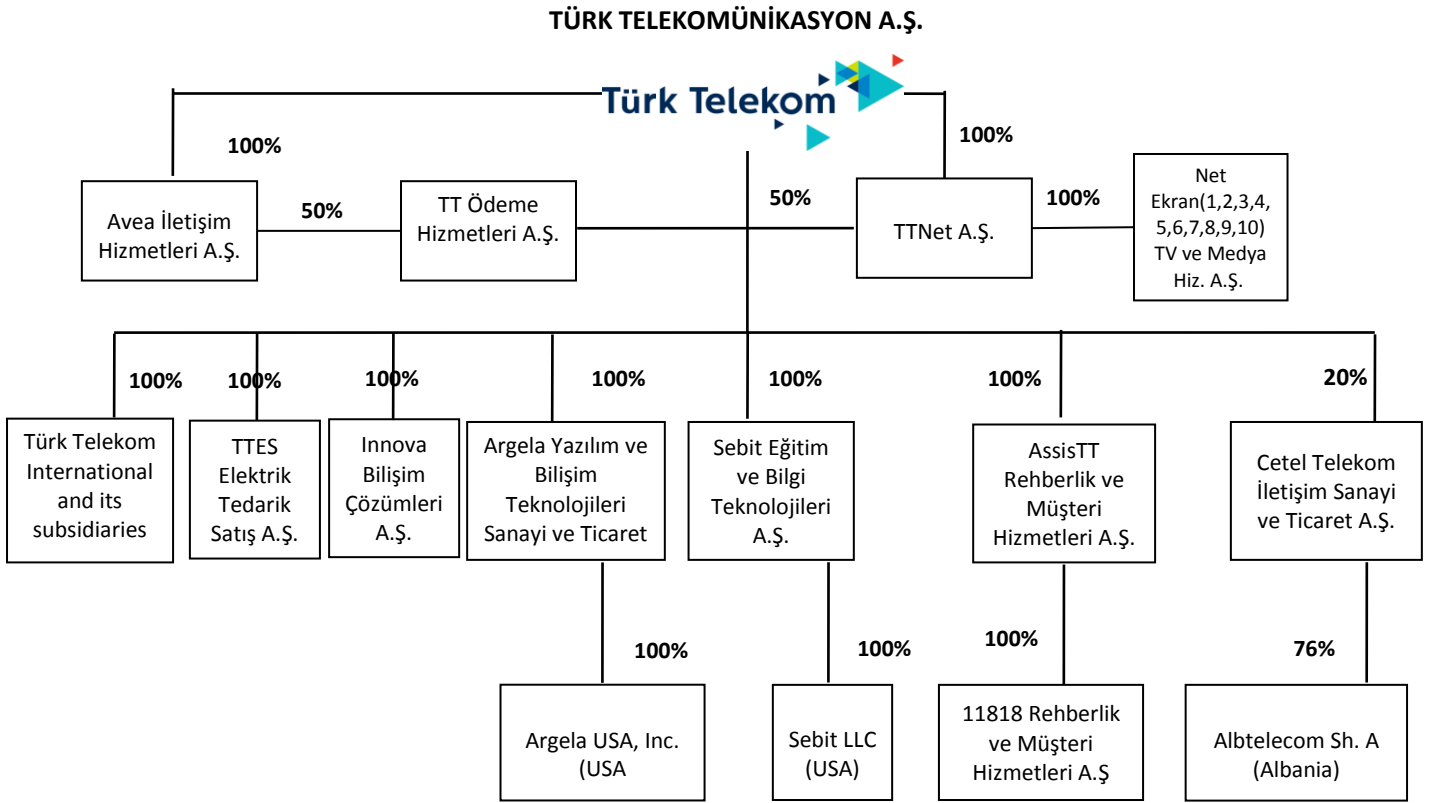 TÜRK TELEKOMÜNİKASYON A.Ş.
Türk Telekom
100%
100%
Avea İletişim
Hizmetleri A.Ş.
50%
TT Ödeme
Hizmetleri A.Ş.
50%
TTNet A.Ş.
100%
Net
Ekran(1,2,3,4,
5,6,7,8,9,10)
TV ve Medya
Hiz. A.Ş.
100%
100%
100%
100%
100%
100%
20%
Türk Telekom
International
and its
subsidiaries
TTES
Elektrik
Tedarik
Satış A.Ş.
Innova
Bilişim
Çözümleri
A.Ş.
Argela Yazılım ve
Bilişim
Teknolojileri
Sanayi ve Ticaret
Sebit Eğitim
ve Bilgi
Teknolojileri
A.Ş.
AssisTT
Rehberlik ve
Müşteri
Hizmetleri A.Ş.
Cetel Telekom
İletişim Sanayi
ve Ticaret A.Ş.
100%
100%
100%
76%
Argela USA, Inc.
(USA
Sebit LLC
(USA)
11818 Rehberlik
ve Müşteri
Hizmetleri A.Ş
Albtelecom Sh. A
(Albania)